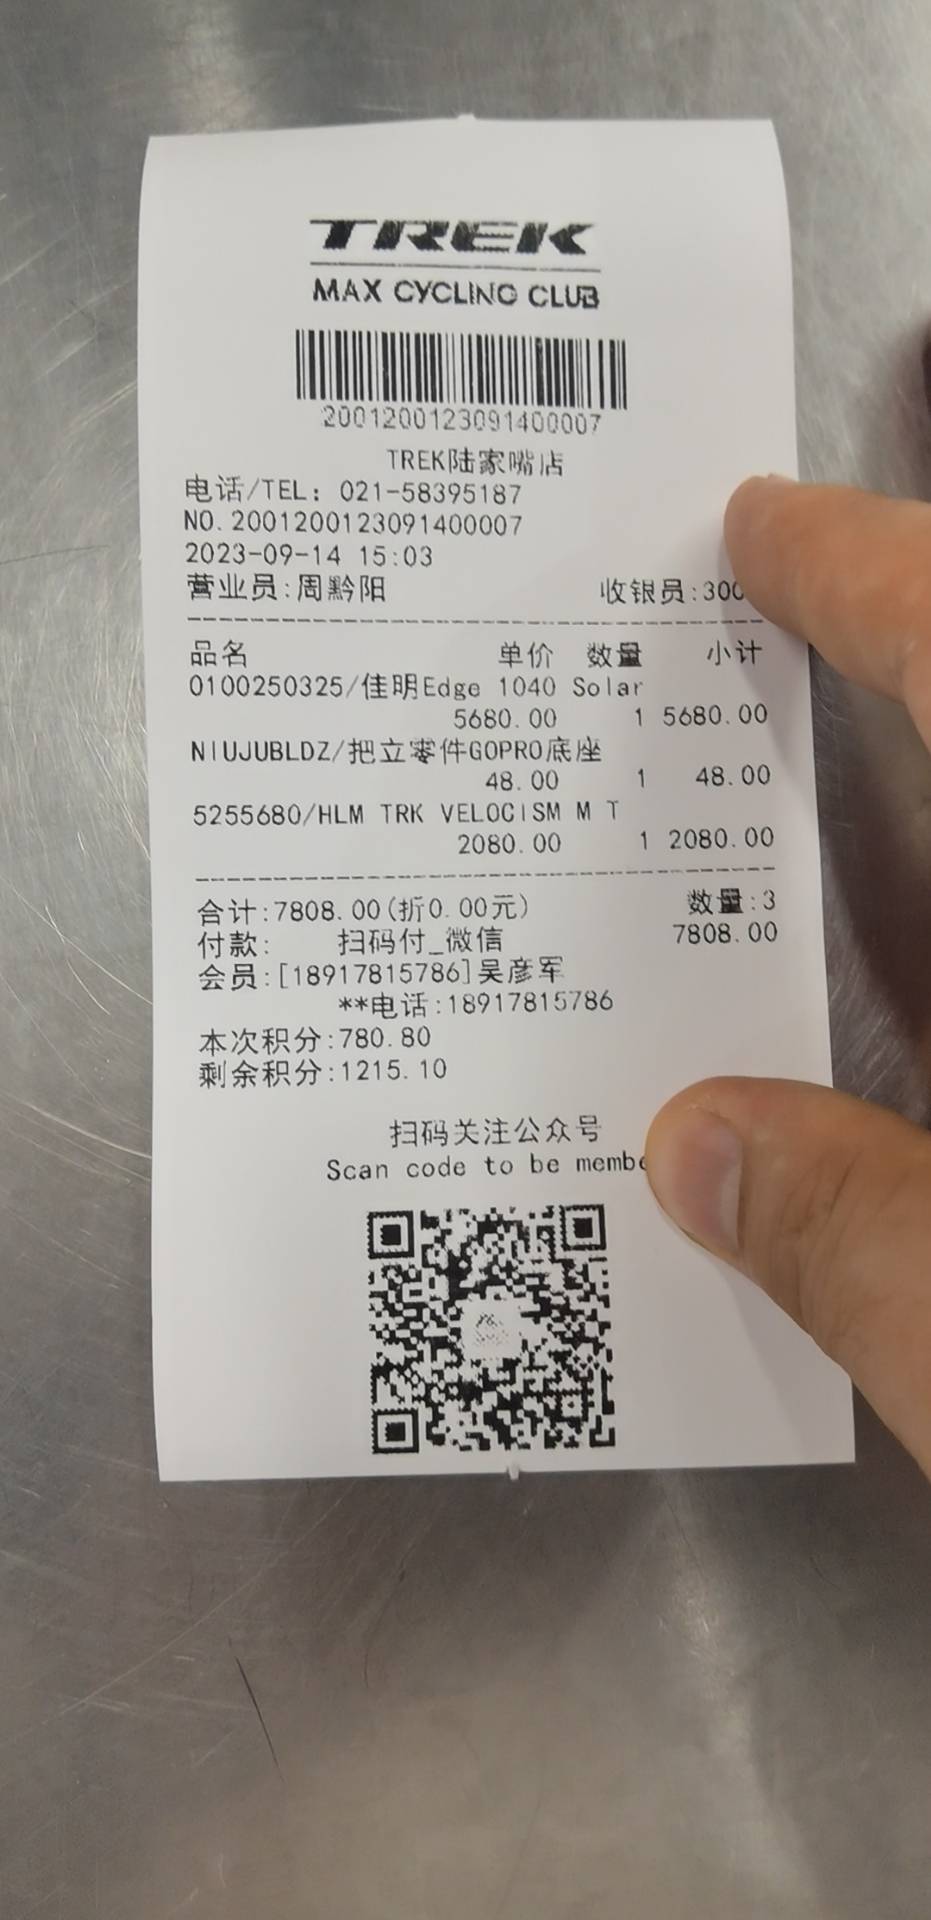 TREK
MAX CYCLING CLUB
2001200123091400007
TREK陆家嘴店
电话/TEL: 021-58395187
NO.2001200123091400007
2023-09-14 15:03
营业员:周黔阳 收银员:300
品名 单价 数量 小计
0100250325/佳明Edge 1040 Solar
5680.00 1 5680.00
NIUJUBLDZ/把立零件GOPRO底座
48.00 1 48.00
5255680/HLM TRK VELOCISM M T
2080.00 1 2080.00
合计:7808.00(折0.00元) 数量:3
付款: 扫码付_微信 7808.00
会员:[18917815786]吴彦军
**电话:18917815786
本次积分:780.80
剩余积分:1215.10
扫码关注公众号
Scan code to be membe